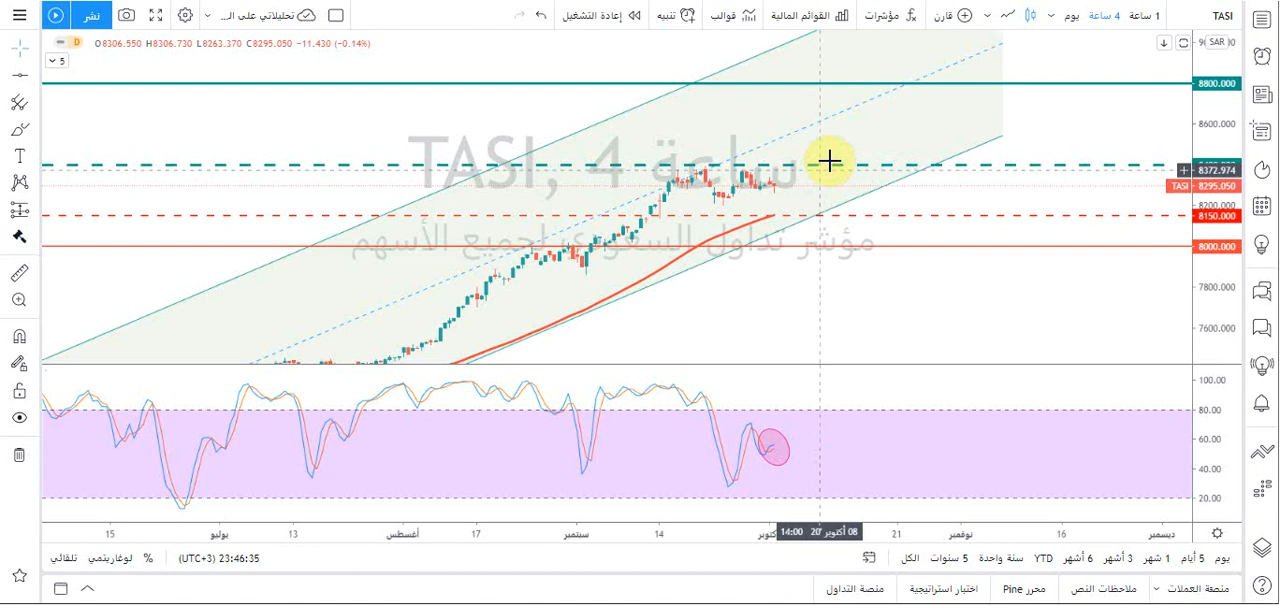 TASI
1 ساعة
4 ساعة
يوم
قارن
مؤشرات
القوائم المالية
قوالب
تنبيه
إعادة التشغيل
تحليلاتي على الـ...
نشر
D
O8306.550 H8306.730 L8263.370 C8295.050 −11.430 (−0.14%)
5
SAR
8800.000
8600.000
8372.974
TASI 8295.050
8200.000
8150.000
8000.000
7800.000
7600.000
TASI, 4 ساعة
مؤشر تداول السعودي لجميع الأسهم
100.00
80.00
60.00
40.00
20.00
15
يوليو
13
أغسطس
17
سبتمبر
14
08 أكتوبر '20 14:00
21
نوفمبر
16
ديسمبر
يوم 5 أيام 1 شهر 3 أشهر 6 أشهر YTD سنة واحدة 5 سنوات الكل
23:46:35 (UTC+3)
% لوغاريتمي تلقائي
منصة العملات
ملاحظات النص
محرر Pine
اختبار استراتيجية
منصة التداول